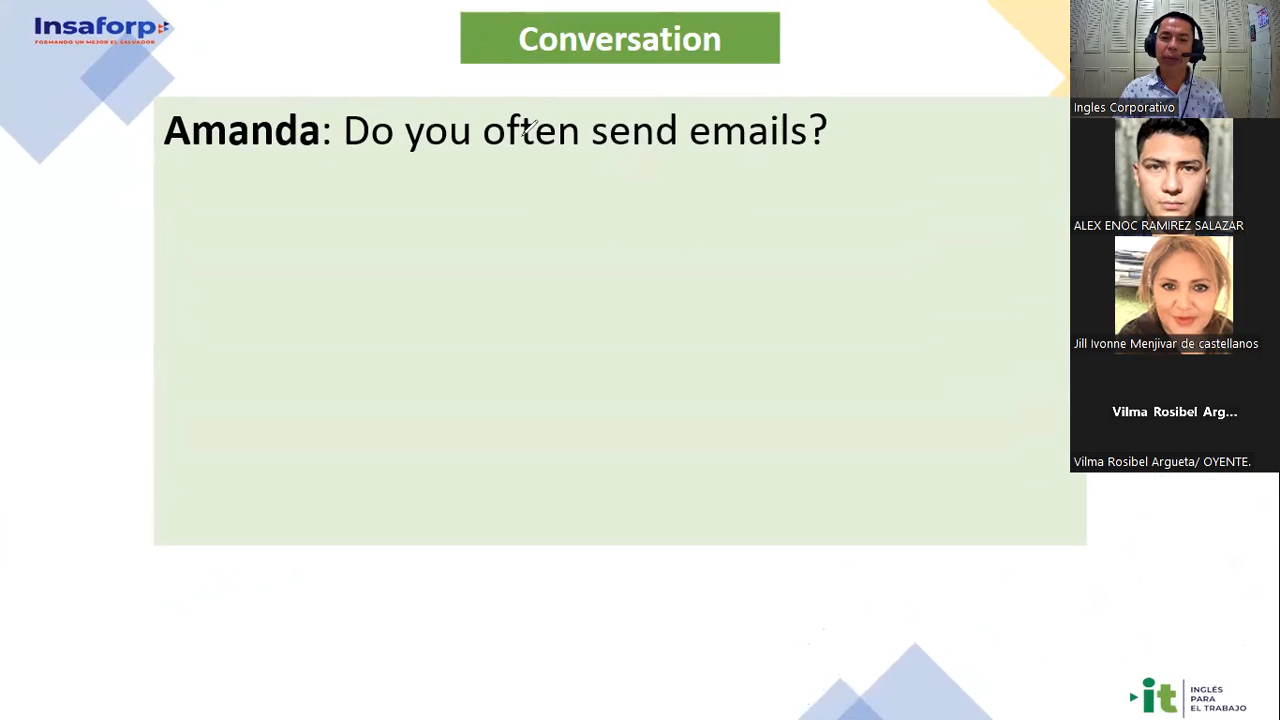 Insaforp
FORMANDO UN MEJOR EL SALVADOR
Conversation
Amanda: Do you often send emails?
Ingles Corporativo
ALEX ENOC RAMIREZ SALAZAR
Jill Ivonne Menjivar de castellanos
Vilma Rosibel Arg...
Vilma Rosibel Argueta/ OYENTE.
it
INGLÉS
PARA
EL TRABAJO